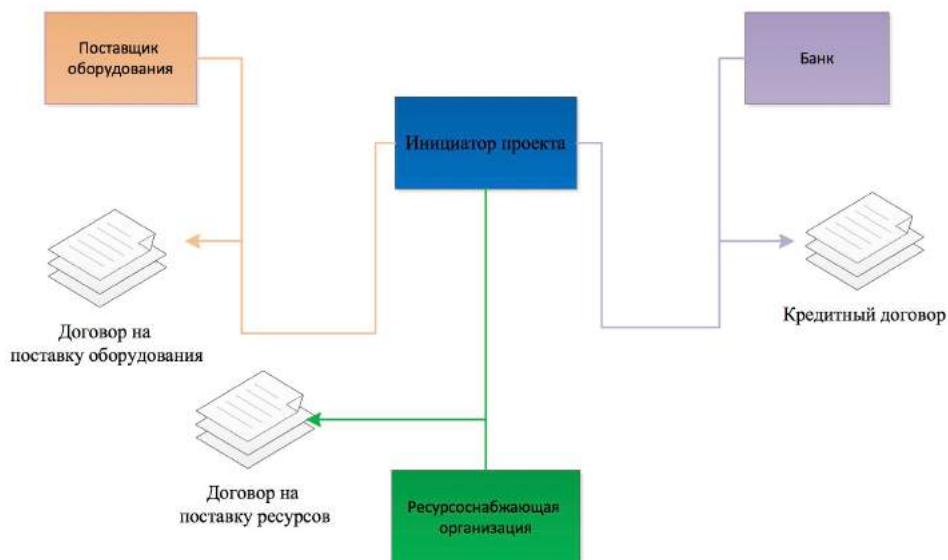 Поставщик
оборудования
Банк
Инициатор проекта
Договор на
поставку оборудования
Кредитный договор
Договор на
поставку ресурсов
Ресурсоснабжающая
организация